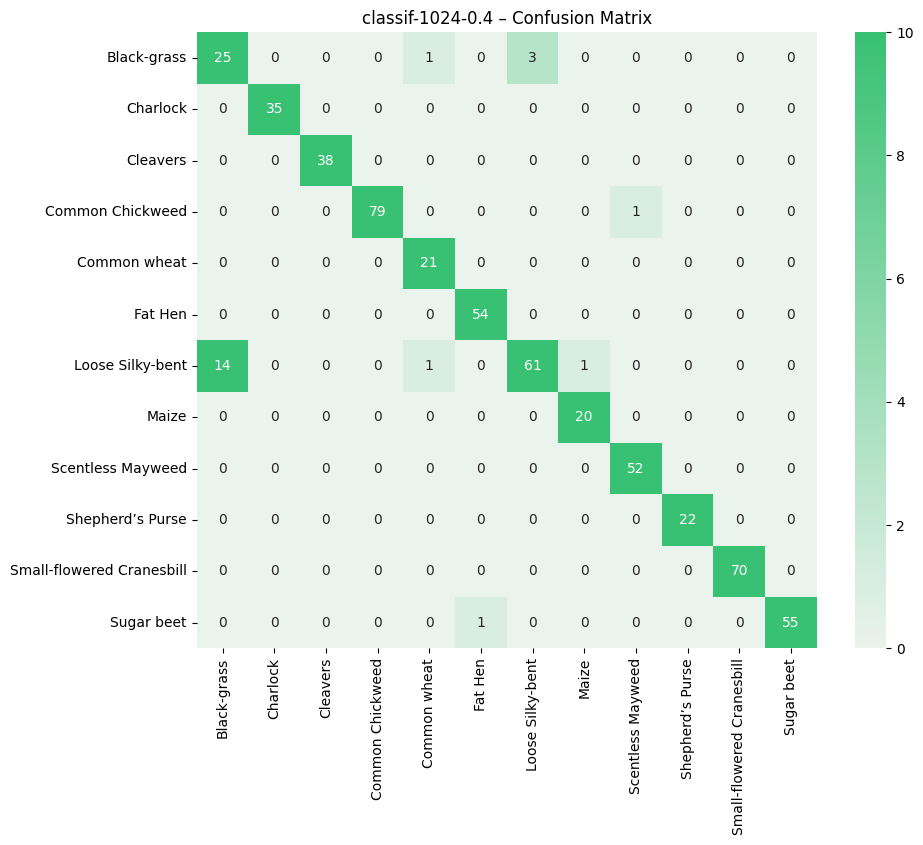 classif-1024-0.4 – Confusion Matrix
Black-grass 25 0 0 0 1 0 3 0 0 0 0 0
Charlock 0 35 0 0 0 0 0 0 0 0 0 0
Cleavers 0 0 38 0 0 0 0 0 0 0 0 0
Common Chickweed 0 0 0 79 0 0 0 0 1 0 0 0
Common wheat 0 0 0 0 21 0 0 0 0 0 0 0
Fat Hen 0 0 0 0 0 54 0 0 0 0 0 0
Loose Silky-bent 14 0 0 0 1 0 61 1 0 0 0 0
Maize 0 0 0 0 0 0 0 20 0 0 0 0
Scentless Mayweed 0 0 0 0 0 0 0 0 52 0 0 0
Shepherd’s Purse 0 0 0 0 0 0 0 0 0 22 0 0
Small-flowered Cranesbill 0 0 0 0 0 0 0 0 0 0 70 0
Sugar beet 0 0 0 0 0 1 0 0 0 0 0 55
Black-grass
Charlock
Cleavers
Common Chickweed
Common wheat
Fat Hen
Loose Silky-bent
Maize
Scentless Mayweed
Shepherd’s Purse
Small-flowered Cranesbill
Sugar beet
10
8
6
4
2
0